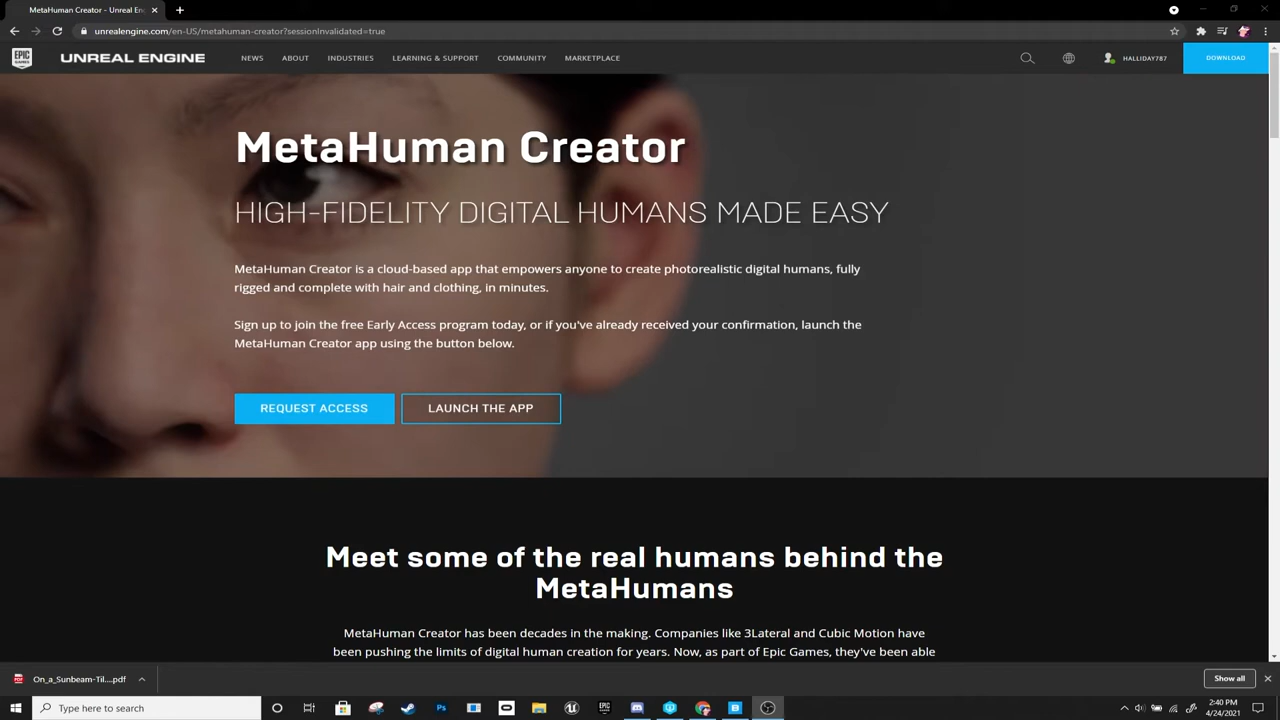 MetaHuman Creator - Unreal En
unrealengine.com/en-US/metahuman-creator?sessionInvalidated=true
EPIC GAMES
UNREAL ENGINE
NEWS
ABOUT
INDUSTRIES
LEARNING & SUPPORT
COMMUNITY
MARKETPLACE
HALLIDAY787
DOWNLOAD
MetaHuman Creator
HIGH-FIDELITY DIGITAL HUMANS MADE EASY
MetaHuman Creator is a cloud-based app that empowers anyone to create photorealistic digital humans, fully
rigged and complete with hair and clothing, in minutes.
Sign up to join the free Early Access program today, or if you've already received your confirmation, launch the
MetaHuman Creator app using the button below.
REQUEST ACCESS
LAUNCH THE APP
Meet some of the real humans behind the
MetaHumans
MetaHuman Creator has been decades in the making. Companies like 3Lateral and Cubic Motion have
been pushing the limits of digital human creation for years. Now, as part of Epic Games, they've been able
On_a_Sunbeam-Til....pdf
Show all
Type here to search
2:40 PM
4/24/2021